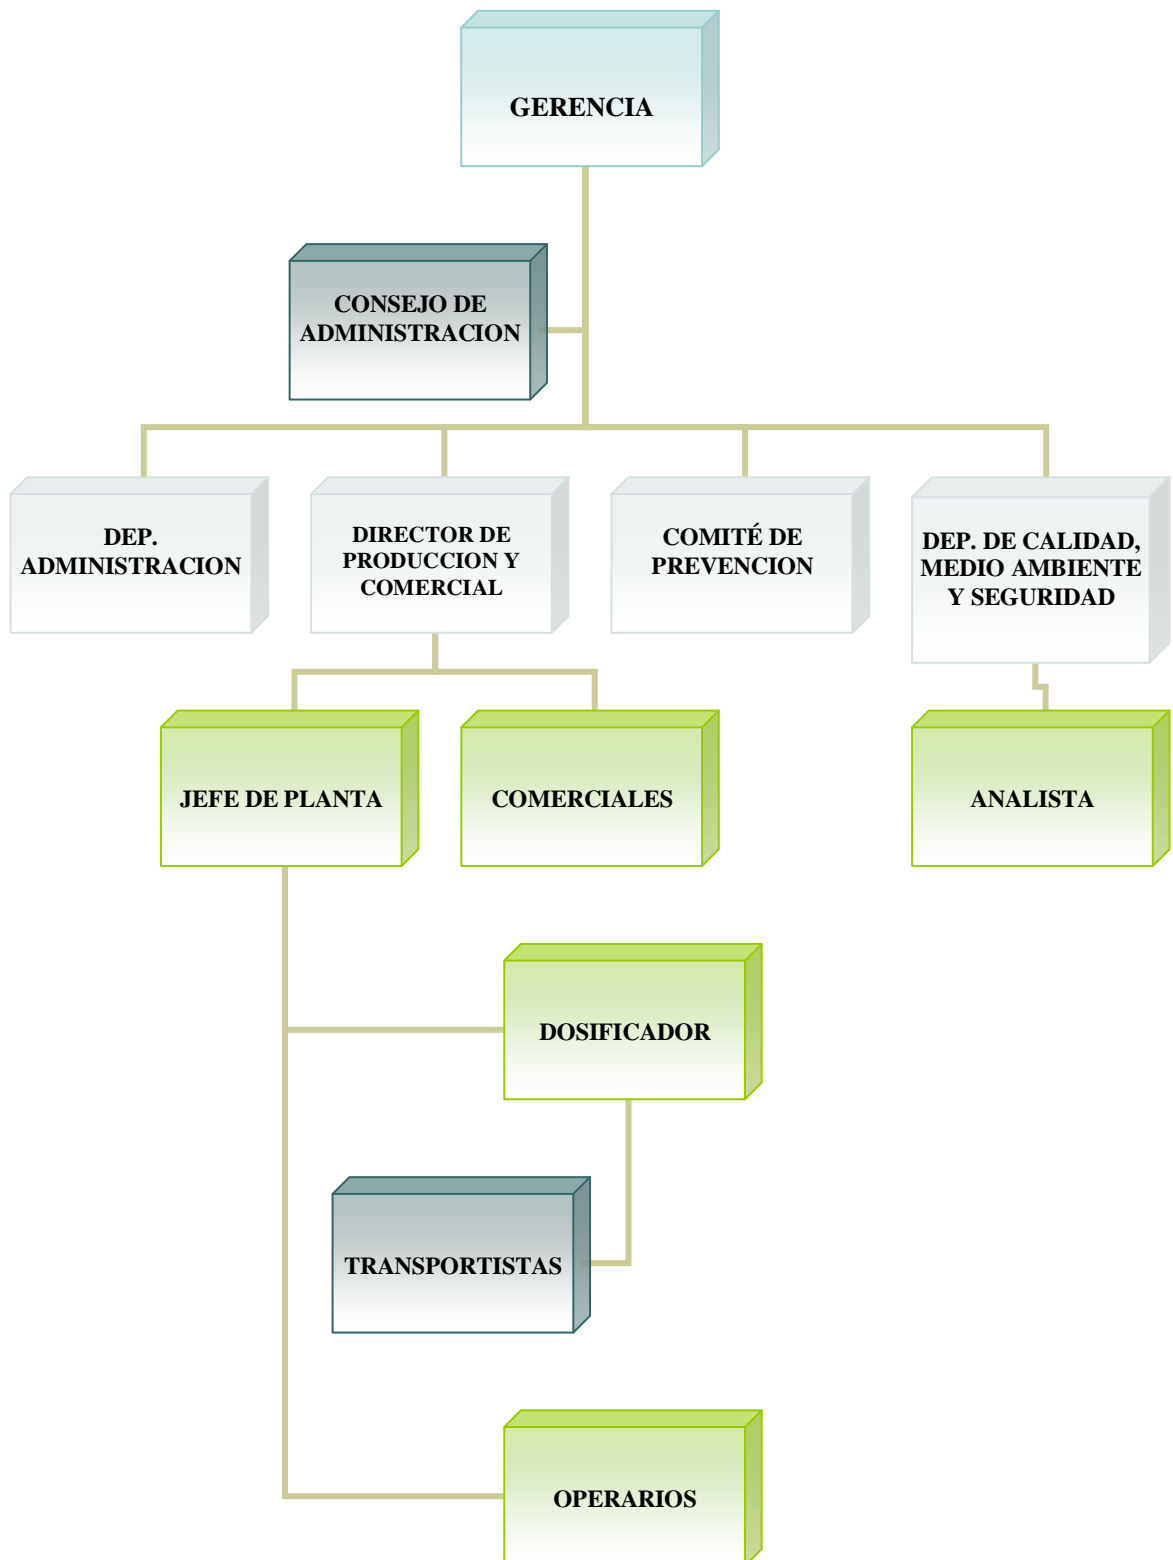 GERENCIA
CONSEJO DE
ADMINISTRACION
DEP.
ADMINISTRACION
DIRECTOR DE
PRODUCCION Y
COMERCIAL
COMITÉ DE
PREVENCION
DEP. DE CALIDAD,
MEDIO AMBIENTE
Y SEGURIDAD
JEFE DE PLANTA
COMERCIALES
ANALISTA
DOSIFICADOR
TRANSPORTISTAS
OPERARIOS